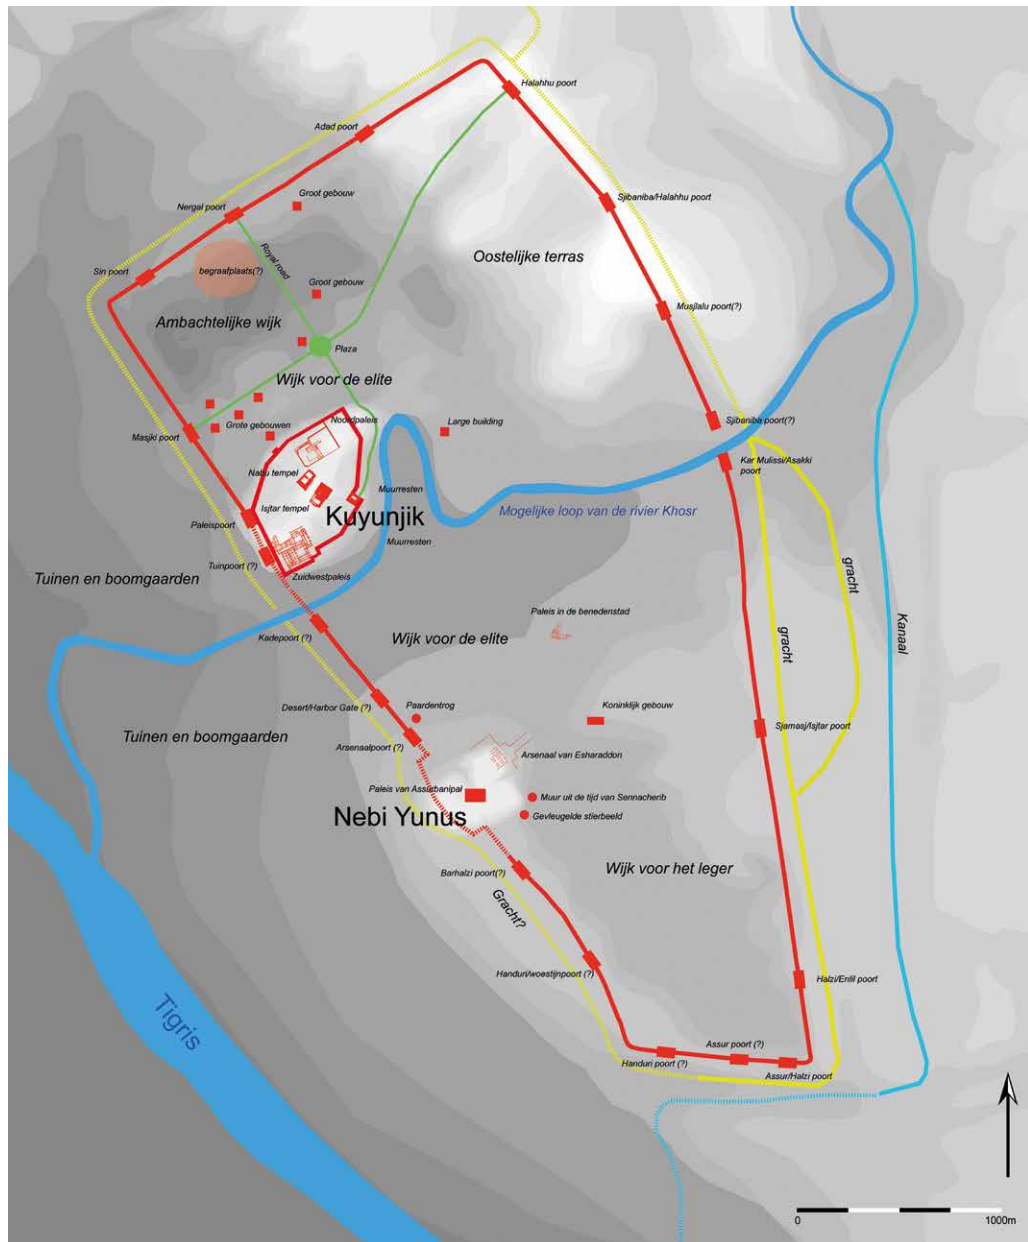 Halahhu poort
Adad poort
Groot gebouw
Sjibaniba/Halahhu poort
Nergal poort
Royal road
Oostelijke terras
Sin poort
begraafplaats(?)
Groot gebouw
Musjlalu poort(?)
Ambachtelijke wijk
Plaza
Wijk voor de elite
Noordpaleis
Large building
Sjibaniba poort(?)
Masjki poort
Grote gebouwen
Kar Mulissi/Asakki
poort
Nabu tempel
Muurresten
Isjtar tempel
Kuyunjik
Mogelijke loop van de rivier Khosr
Paleispoort
Muurresten
Tuinpoort (?)
Zuidwestpaleis
gracht
Tuinen en boomgaarden
Paleis in de benedenstad
Kanaal
Kadepoort (?)
Wijk voor de elite
gracht
Desert/Harbor Gate (?)
Paardentrog
Koninklijk gebouw
Sjamasj/Isjtar poort
Tuinen en boomgaarden
Arsenaalpoort (?)
Arsenaal van Esharaddon
Paleis van Assurbanipal
Muur uit de tijd van Sennacherib
Nebi Yunus
Gevleugelde stierbeeld
Barhalzi poort(?)
Wijk voor het leger
Gracht?
Handuri/woestijnpoort (?)
Halzi/Enlil poort
Tigris
Assur poort (?)
Handuri poort (?)
Assur/Halzi poort
0
1000m